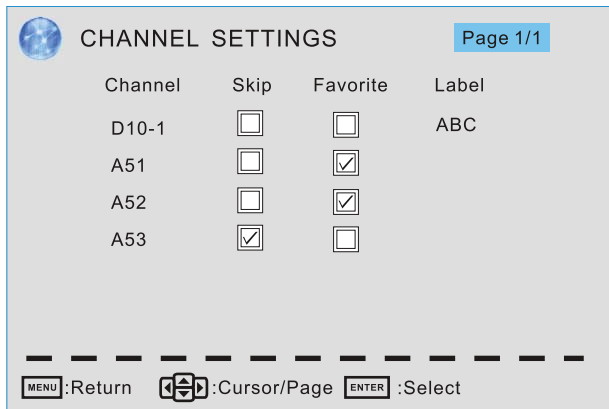 CHANNEL SETTINGS Page 1/1
Channel Skip Favorite Label
D10-1 ABC
A51
A52
A53
MENU:Return :Cursor/Page ENTER :Select